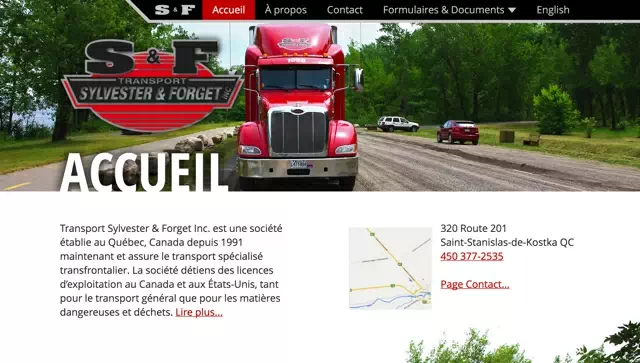 S & F Accueil À propos Contact Formulaires & Documents English
S & F
TRANSPORT
SYLVESTER & FORGET INC.
ACCUEIL
Transport Sylvester & Forget Inc. est une société
établie au Québec, Canada depuis 1991
maintenant et assure le transport spécialisé
transfrontalier. La société détiens des licences
d'exploitation au Canada et aux États-Unis, tant
pour le transport général que pour les matières
dangereuses et déchets. Lire plus...
320 Route 201
Saint-Stanislas-de-Kostka QC
450 377-2535
Page Contact...